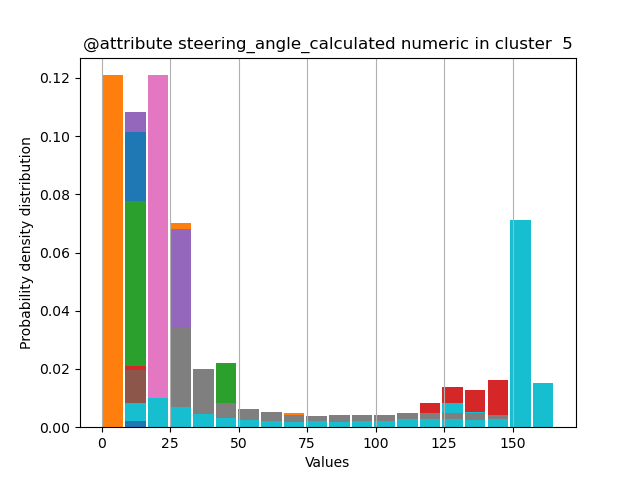 @attribute steering_angle_calculated numeric in cluster  5
0.12
0.10
0.08
0.06
0.04
0.02
0.00
Probability density distribution
0 25 50 75 100 125 150
Values